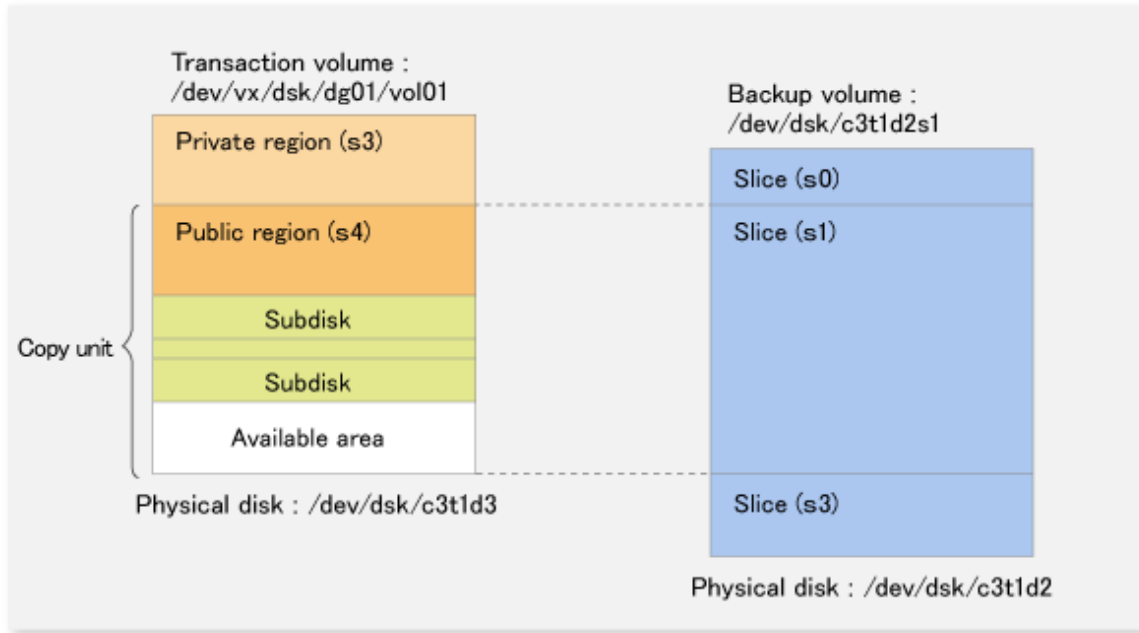 Transaction volume :
/dev/vx/dsk/dg01/vol01
Private region (s3)
Public region (s4)
Subdisk
Subdisk
Available area
Copy unit
Physical disk : /dev/dsk/c3t1d3
Backup volume :
/dev/dsk/c3t1d2s1
Slice (s0)
Slice (s1)
Slice (s3)
Physical disk : /dev/dsk/c3t1d2